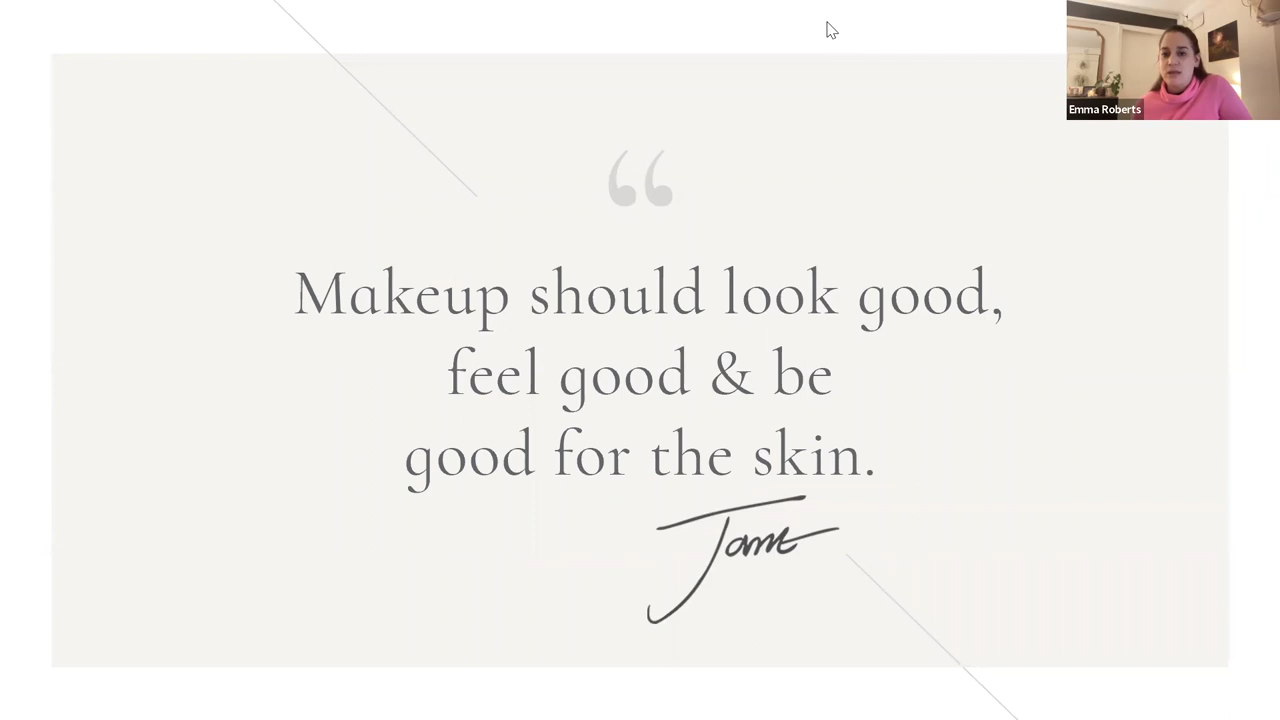 Emma Roberts
“
Makeup should look good,
feel good & be
good for the skin.
Jane